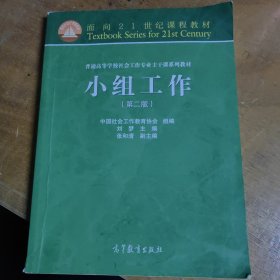 面向21世纪课程教材
Textbook Series for 21st Century
普通高等学校社会工作专业主干课系列教材
小组工作
(第二版)
中国社会工作教育协会 组编
刘梦 主编
张和清 副主编
高等教育出版社